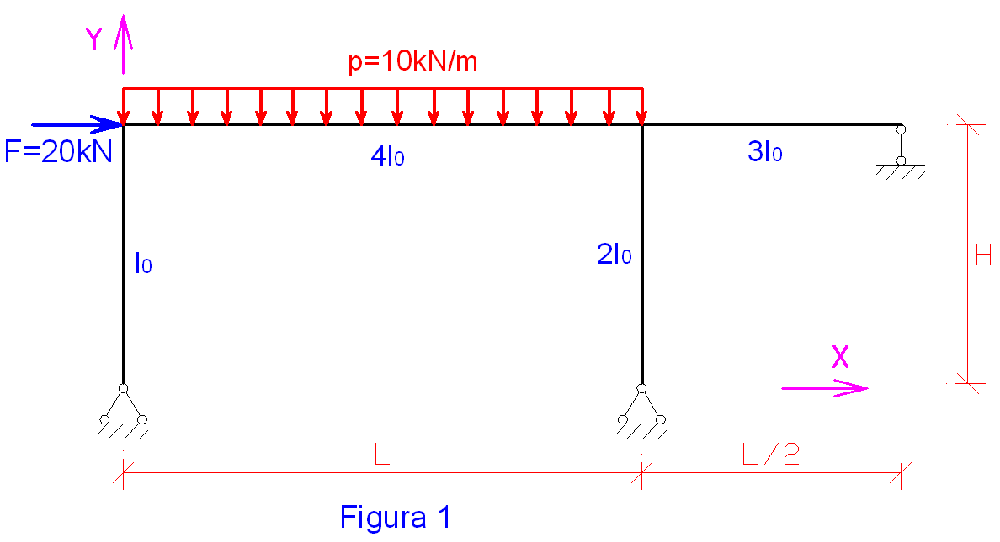 Y
p=10kN/m
F=20kN
4I0
3I0
I0
2I0
H
X
L
L/2
Figura 1